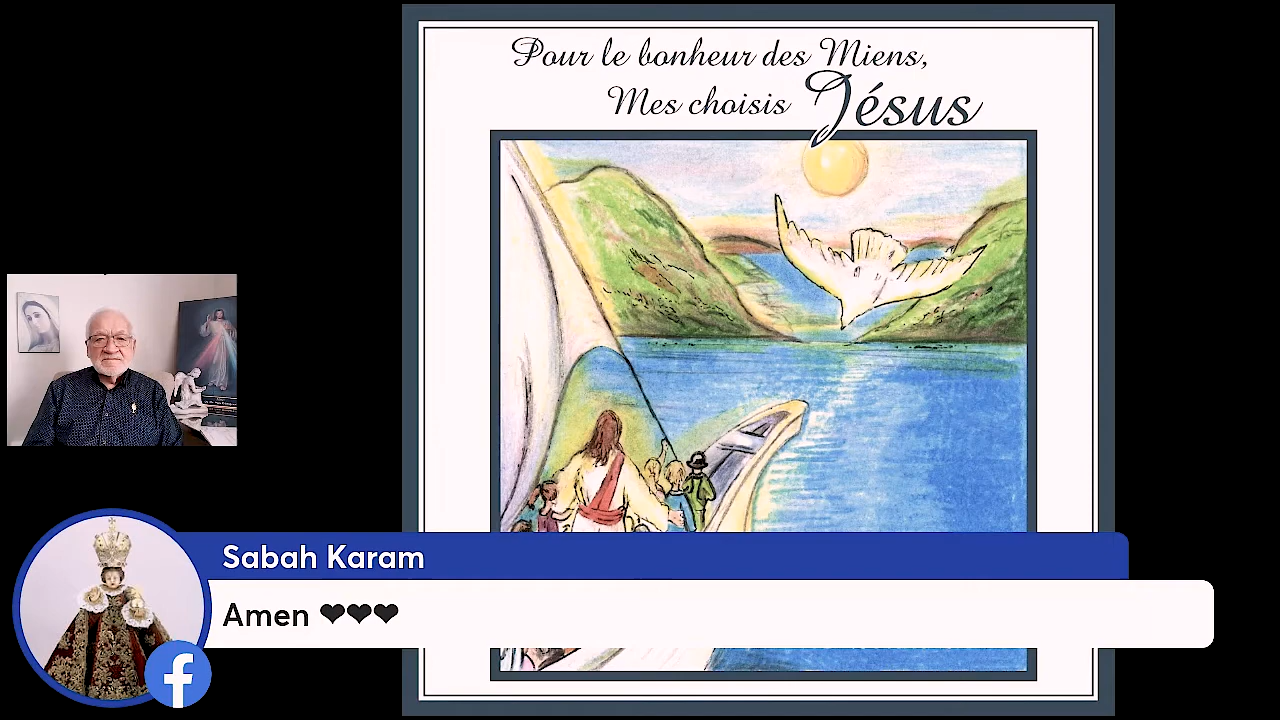 Pour le bonheur des Miens,
Mes choisis Jésus
Sabah Karam
Amen ❤❤❤